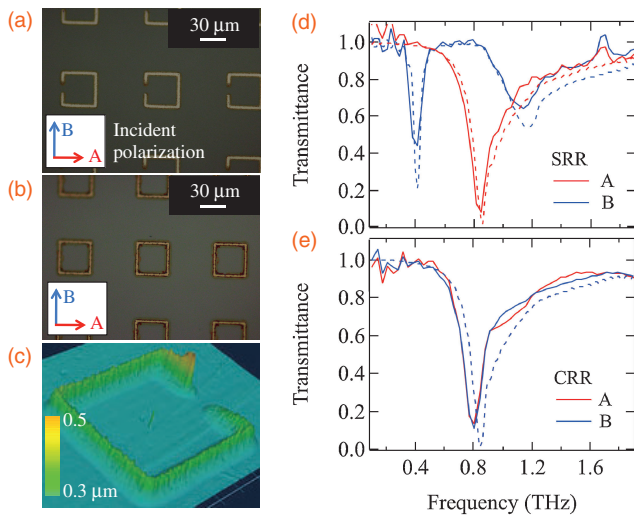 (a)
30 μm
B
A
Incident
polarization
(b)
30 μm
B
A
(c)
0.5
0.3 μm
(d)
Transmittance
1.0
0.8
0.6
0.4
0.2
0
SRR
A
B
(e)
Transmittance
1.0
0.8
0.6
0.4
0.2
0
CRR
A
B
0.4
0.8
1.2
1.6
Frequency (THz)